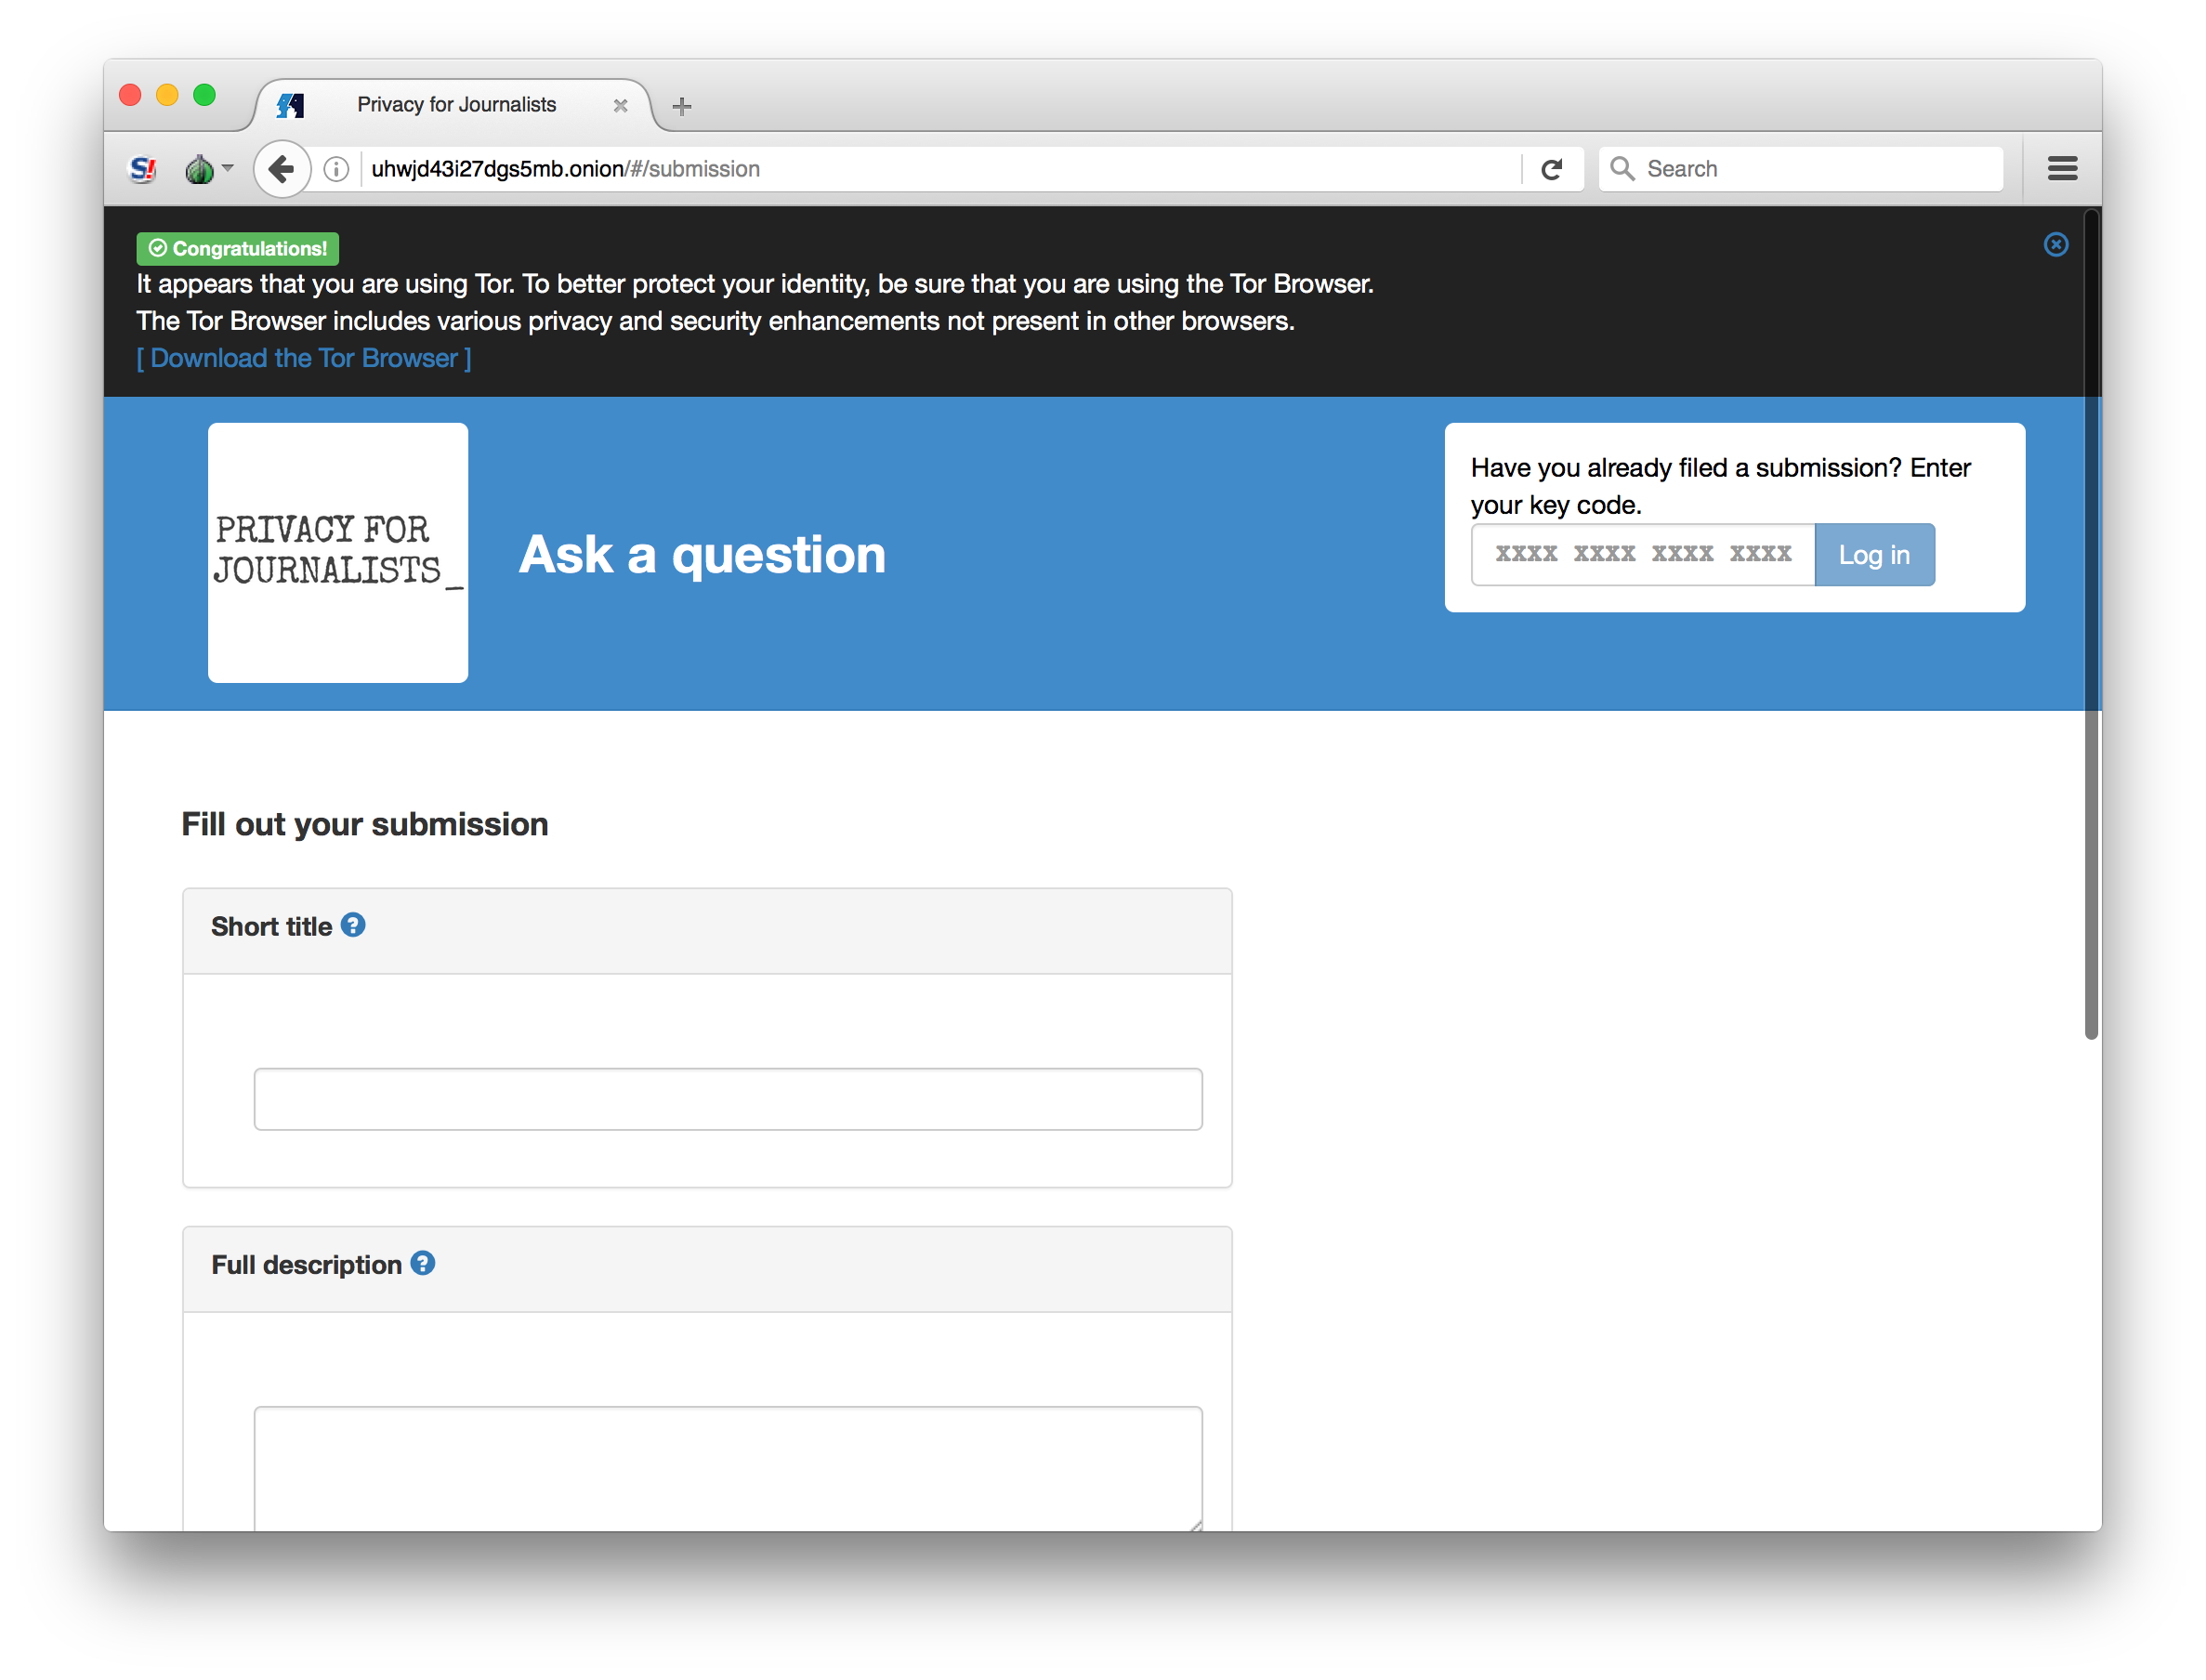 Privacy for Journalists
S!
uhwjd43i27dgs5mb.onion/#/submission
Search
Congratulations!
It appears that you are using Tor. To better protect your identity, be sure that you are using the Tor Browser.
The Tor Browser includes various privacy and security enhancements not present in other browsers.
[ Download the Tor Browser ]
PRIVACY FOR
JOURNALISTS_
Ask a question
Have you already filed a submission? Enter
your key code.
xxxx xxxx xxxx xxxx
Log in
Fill out your submission
Short title ?
Full description ?